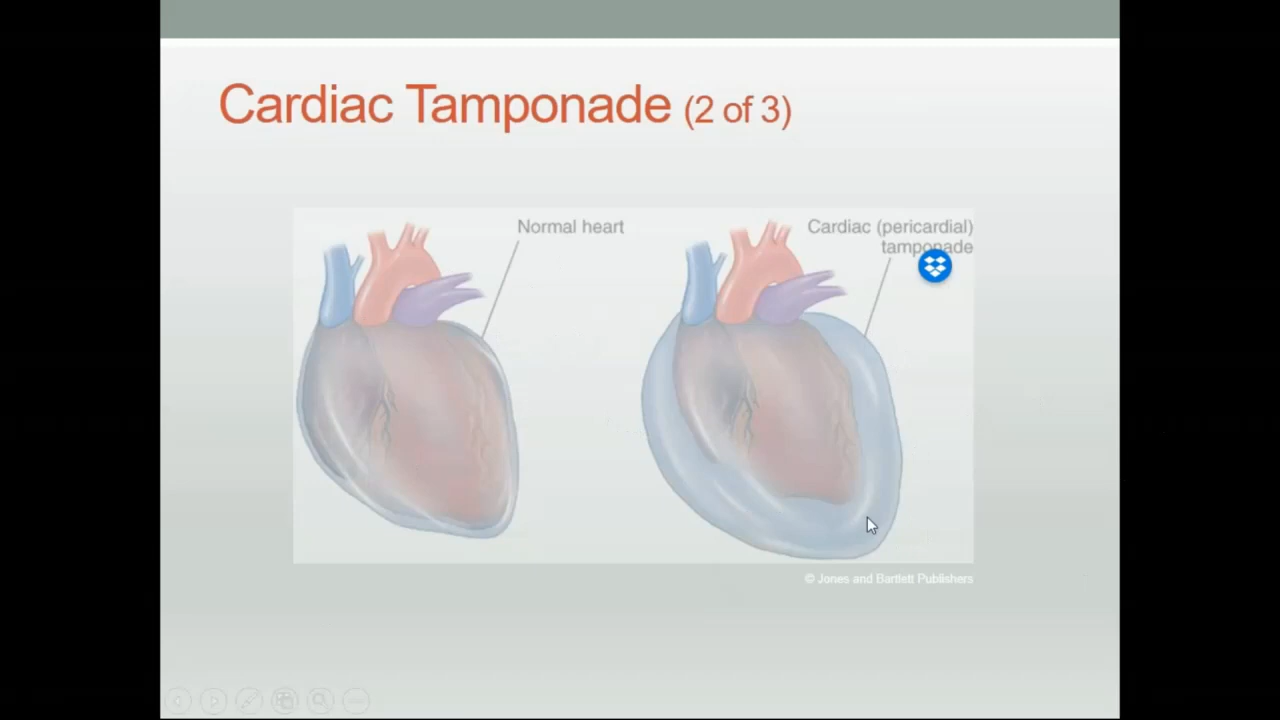 Cardiac Tamponade (2 of 3)
Normal heart
Cardiac (pericardial)
tamponade
© Jones and Bartlett Publishers